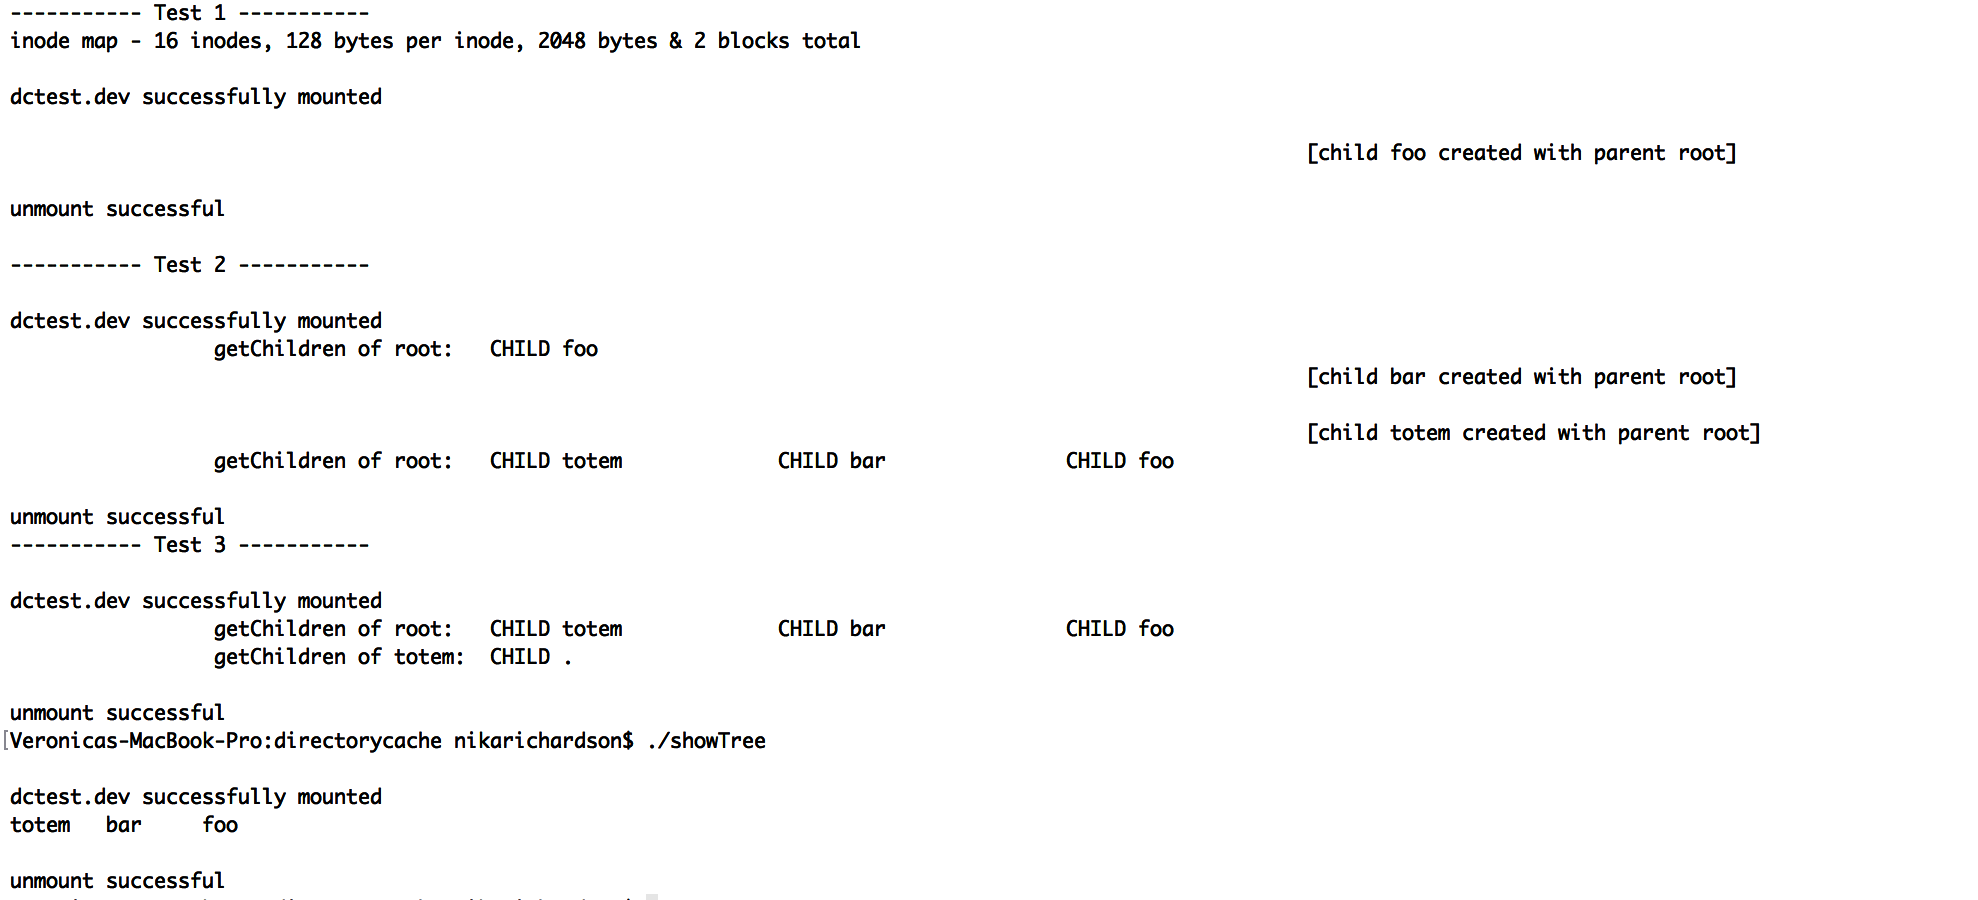 ----------- Test 1 -----------
inode map - 16 inodes, 128 bytes per inode, 2048 bytes & 2 blocks total
dctest.dev successfully mounted
[child foo created with parent root]
unmount successful
----------- Test 2 -----------
dctest.dev successfully mounted
getChildren of root: CHILD foo
[child bar created with parent root]
[child totem created with parent root]
getChildren of root: CHILD totem CHILD bar CHILD foo
unmount successful
----------- Test 3 -----------
dctest.dev successfully mounted
getChildren of root: CHILD totem CHILD bar CHILD foo
getChildren of totem: CHILD .
unmount successful
[Veronicas-MacBook-Pro:directorycache nikarichardson$ ./showTree
dctest.dev successfully mounted
totem bar foo
unmount successful